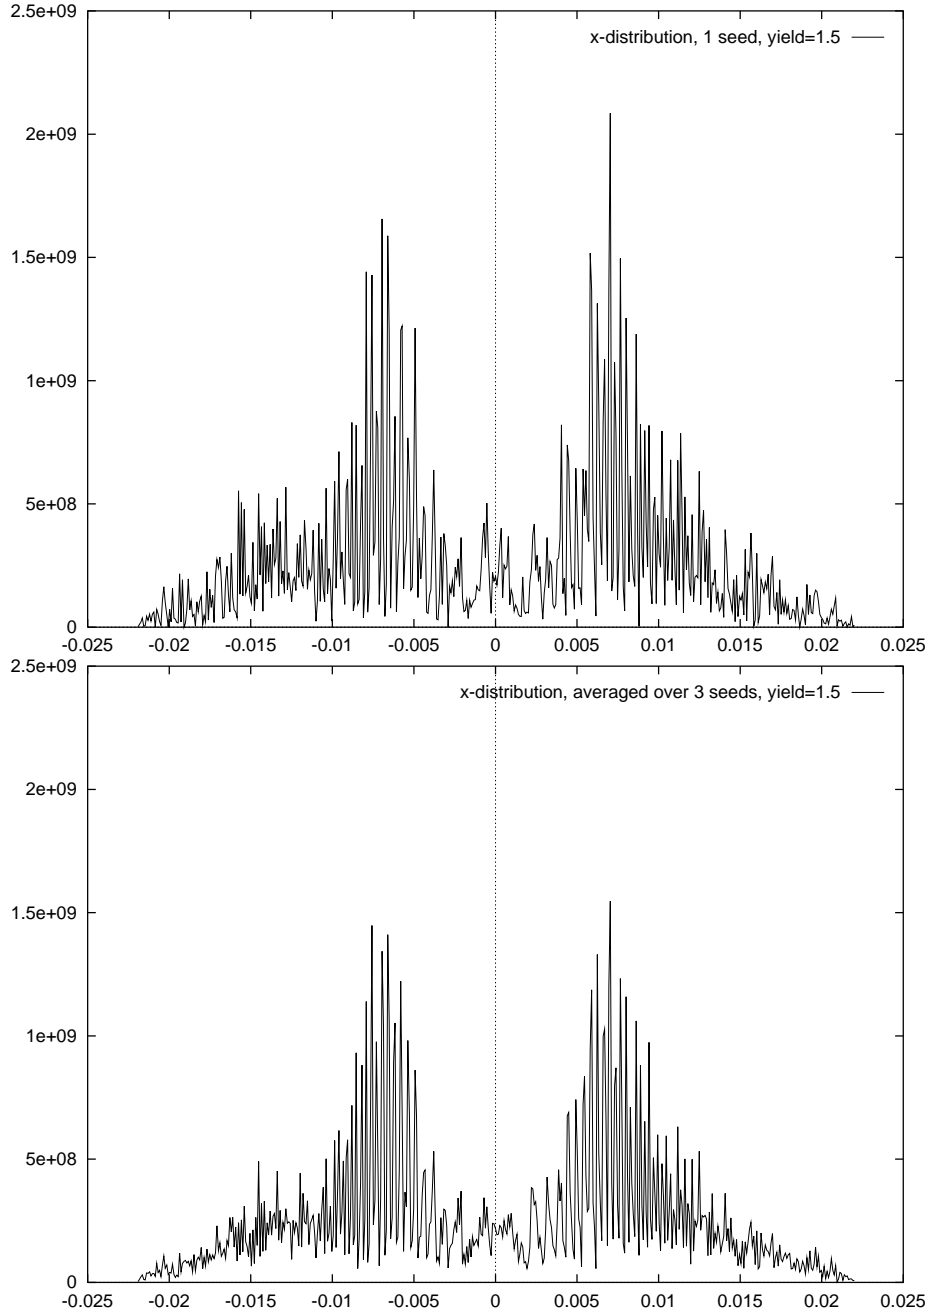 2.5e+09
x-distribution, 1 seed, yield=1.5
2e+09
1.5e+09
1e+09
5e+08
0
-0.025 -0.02 -0.015 -0.01 -0.005 0 0.005 0.01 0.015 0.02 0.025
2.5e+09
x-distribution, averaged over 3 seeds, yield=1.5
2e+09
1.5e+09
1e+09
5e+08
0
-0.025 -0.02 -0.015 -0.01 -0.005 0 0.005 0.01 0.015 0.02 0.025